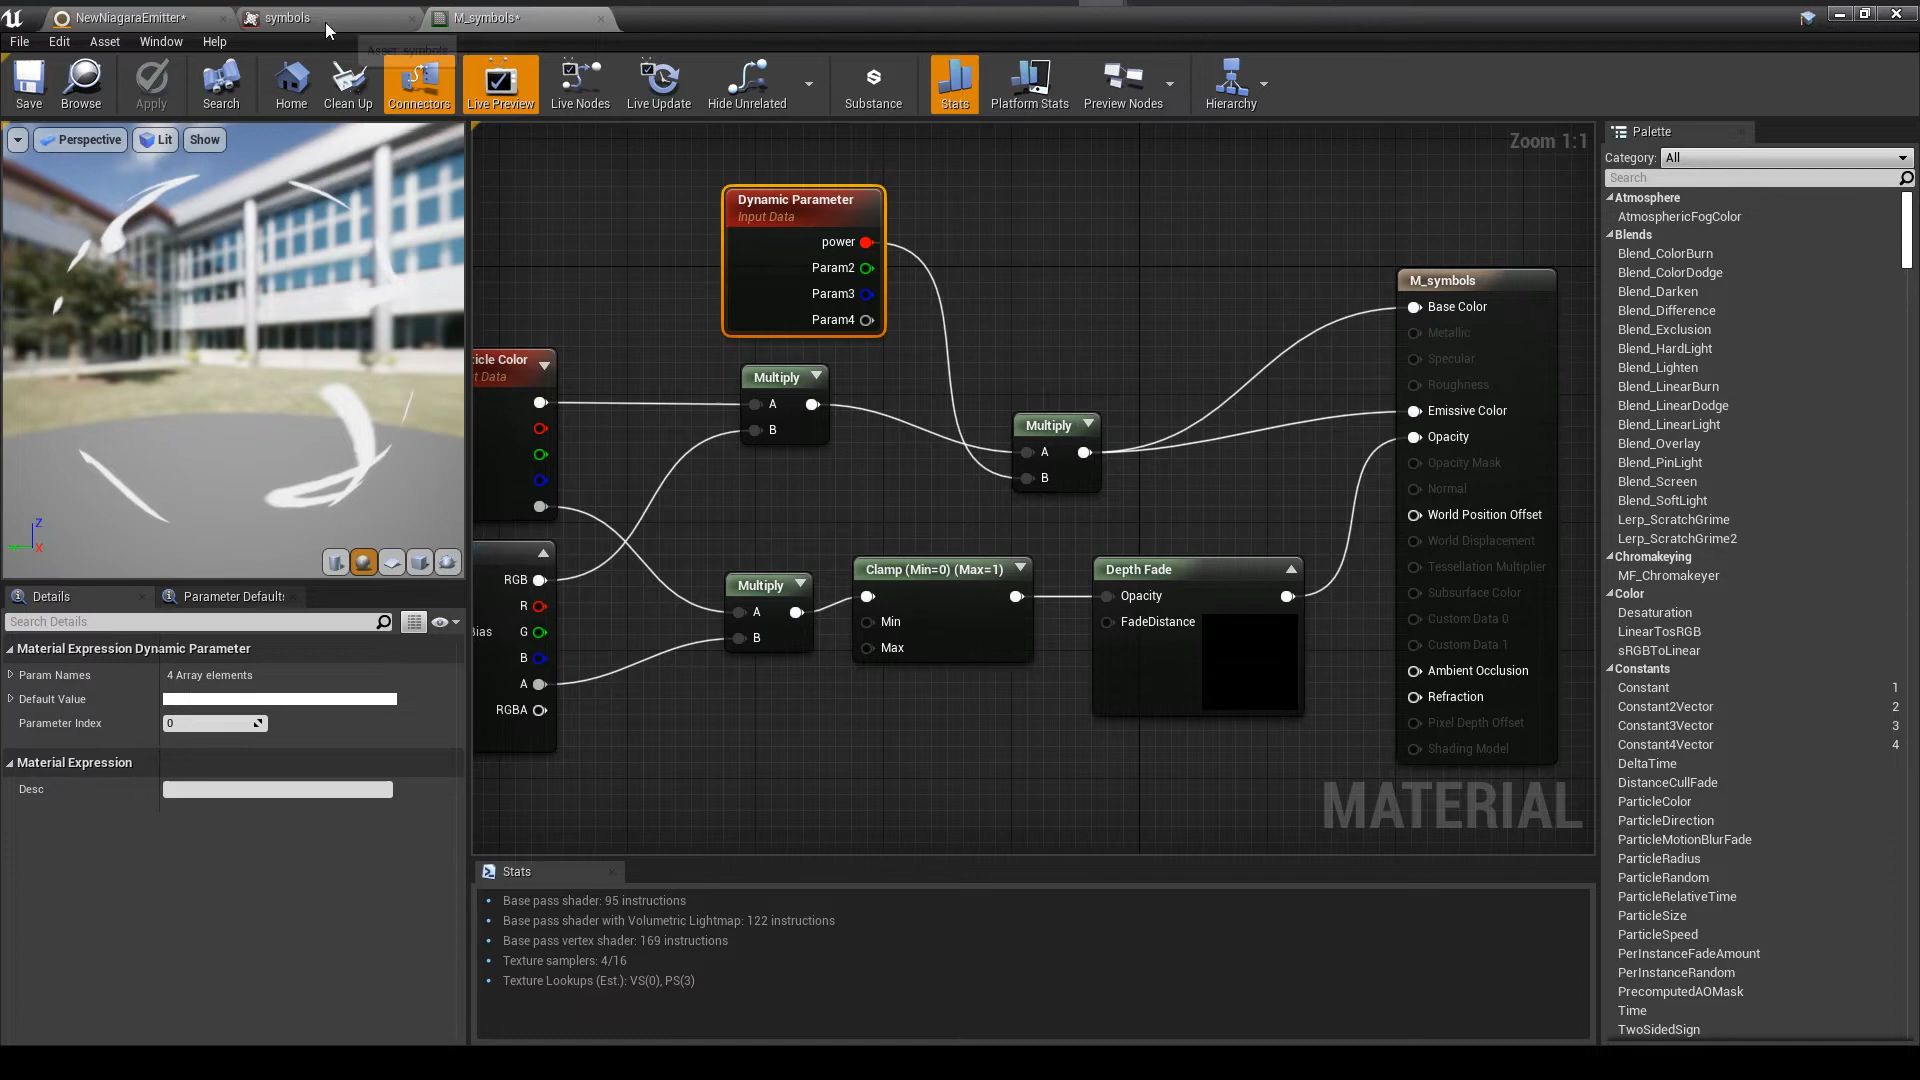 NewNiagaraEmitter*
symbols
M_symbols*
File Edit Asset Window Help
Save
Browse
Apply
Search
Home
Clean Up
Connectors
Live Preview
Live Nodes
Live Update
Hide Unrelated
Substance
Stats
Platform Stats
Preview Nodes
Hierarchy
Perspective
Lit
Show
Z
X
Details
Parameter Default
Search Details
Material Expression Dynamic Parameter
Param Names 4 Array elements
Default Value
Parameter Index 0
Material Expression
Desc
Zoom 1:1
Dynamic Parameter
Input Data
power
Param2
Param3
Param4
icle Color
t Data
Multiply
A
B
Multiply
A
B
RGB
R
Bias
G
B
A
RGBA
Multiply
A
B
Clamp (Min=0) (Max=1)
Min
Max
Depth Fade
Opacity
FadeDistance
M_symbols
Base Color
Metallic
Specular
Roughness
Emissive Color
Opacity
Opacity Mask
Normal
World Position Offset
World Displacement
Tessellation Multiplier
Subsurface Color
Custom Data 0
Custom Data 1
Ambient Occlusion
Refraction
Pixel Depth Offset
Shading Model
MATERIAL
Stats
• Base pass shader: 95 instructions
• Base pass shader with Volumetric Lightmap: 122 instructions
• Base pass vertex shader: 169 instructions
• Texture samplers: 4/16
• Texture Lookups (Est.): VS(0), PS(3)
Palette
Category: All
Search
Atmosphere
AtmosphericFogColor
Blends
Blend_ColorBurn
Blend_ColorDodge
Blend_Darken
Blend_Difference
Blend_Exclusion
Blend_HardLight
Blend_Lighten
Blend_LinearBurn
Blend_LinearDodge
Blend_LinearLight
Blend_Overlay
Blend_PinLight
Blend_Screen
Blend_SoftLight
Lerp_ScratchGrime
Lerp_ScratchGrime2
Chromakeying
MF_Chromakeyer
Color
Desaturation
LinearTosRGB
sRGBToLinear
Constants
Constant 1
Constant2Vector 2
Constant3Vector 3
Constant4Vector 4
DeltaTime
DistanceCullFade
ParticleColor
ParticleDirection
ParticleMotionBlurFade
ParticleRadius
ParticleRandom
ParticleRelativeTime
ParticleSize
ParticleSpeed
PerInstanceFadeAmount
PerInstanceRandom
PrecomputedAOMask
Time
TwoSidedSign